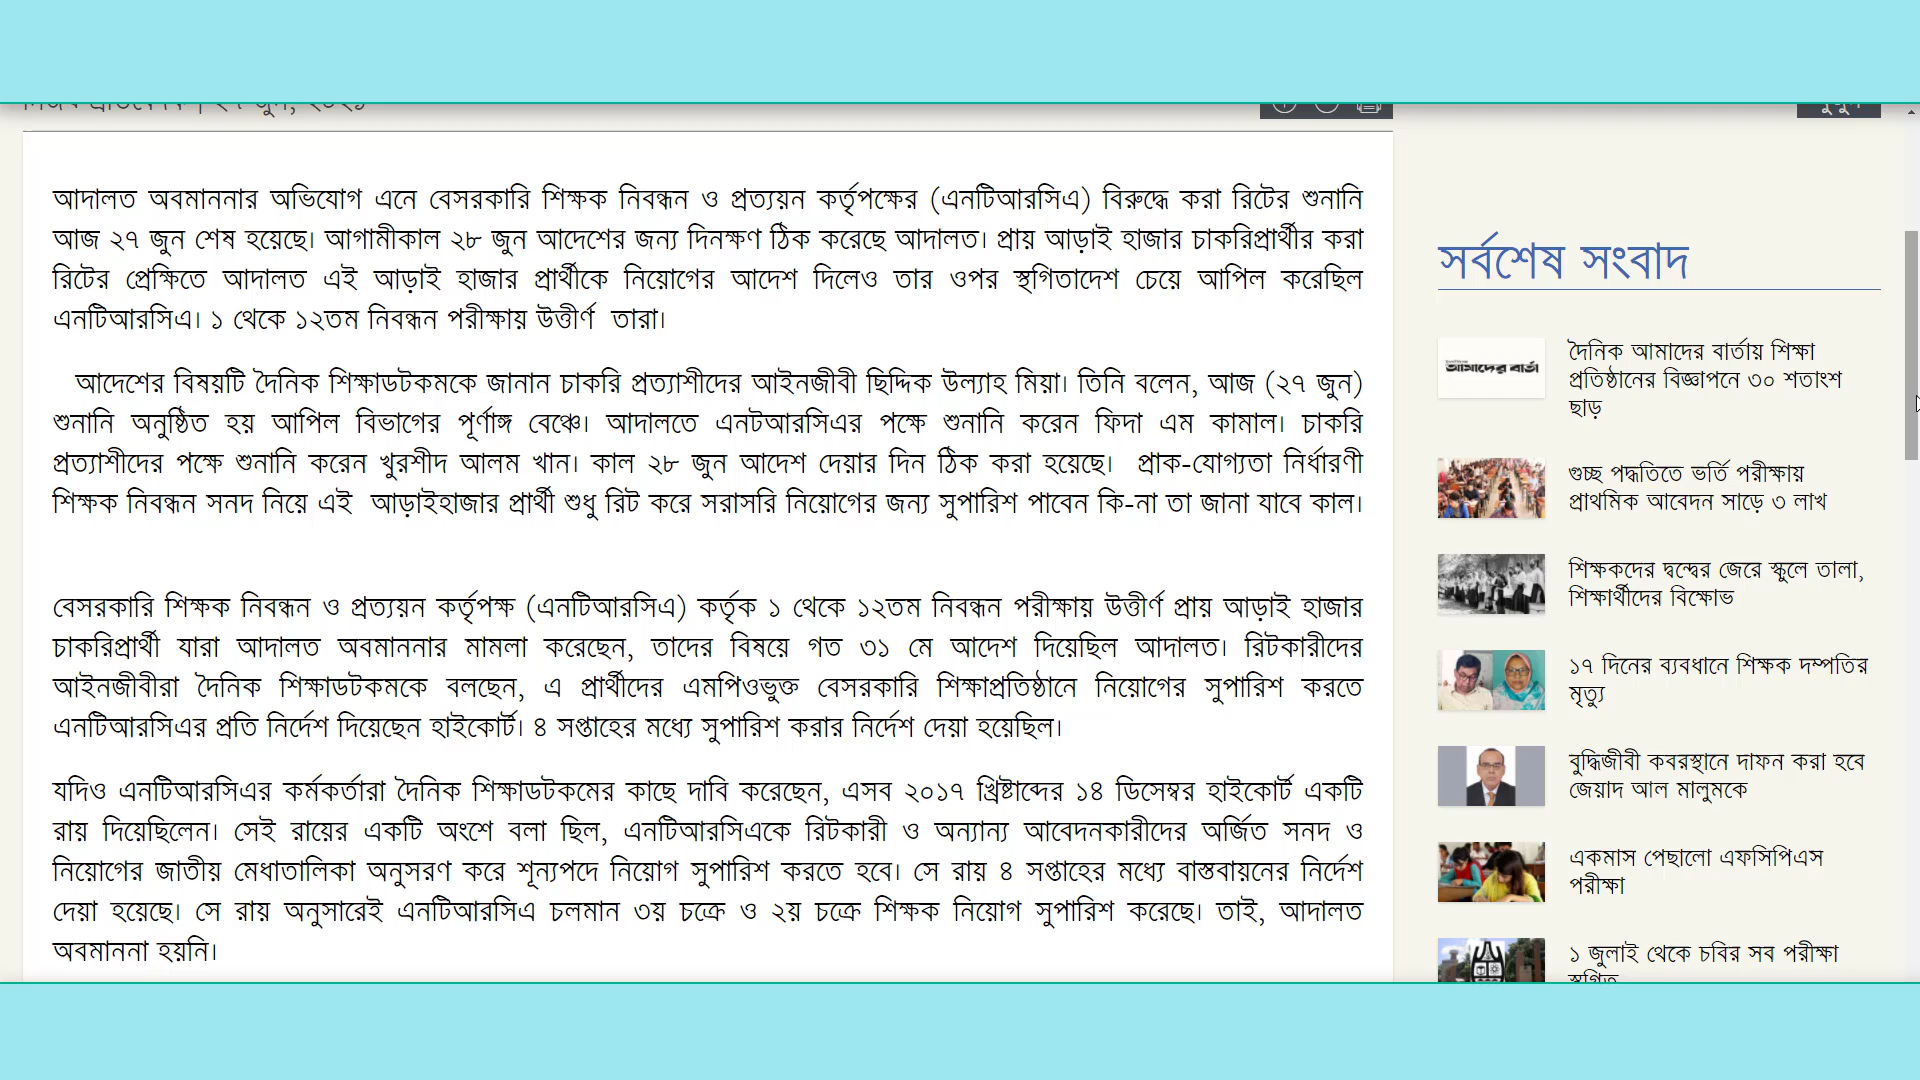 আদালত অবমাননার অভিযোগ এনে বেসরকারি শিক্ষক নিবন্ধন ও প্রত্যয়ন কর্তৃপক্ষের (এনটিআরসিএ) বিরুদ্ধে করা রিটের শুনানি
আজ ২৭ জুন শেষ হয়েছে। আগামীকাল ২৮ জুন আদেশের জন্য দিনক্ষণ ঠিক করেছে আদালত। প্রায় আড়াই হাজার চাকরিপ্রার্থীর করা
রিটের প্রেক্ষিতে আদালত এই আড়াই হাজার প্রার্থীকে নিয়োগের আদেশ দিলেও তার ওপর স্থগিতাদেশ চেয়ে আপিল করেছিল
এনটিআরসিএ। ১ থেকে ১২তম নিবন্ধন পরীক্ষায় উত্তীর্ণ তারা।
আদেশের বিষয়টি দৈনিক শিক্ষাডটকমকে জানান চাকরি প্রত্যাশীদের আইনজীবী ছিদ্দিক উল্যাহ মিয়া। তিনি বলেন, আজ (২৭ জুন)
শুনানি অনুষ্ঠিত হয় আপিল বিভাগের পূর্ণাঙ্গ বেঞ্চে। আদালতে এনটআরসিএর পক্ষে শুনানি করেন ফিদা এম কামাল। চাকরি
প্রত্যাশীদের পক্ষে শুনানি করেন খুরশীদ আলম খান। কাল ২৮ জুন আদেশ দেয়ার দিন ঠিক করা হয়েছে। প্রাক-যোগ্যতা নির্ধারণী
শিক্ষক নিবন্ধন সনদ নিয়ে এই আড়াইহাজার প্রার্থী শুধু রিট করে সরাসরি নিয়োগের জন্য সুপারিশ পাবেন কি-না তা জানা যাবে কাল।
বেসরকারি শিক্ষক নিবন্ধন ও প্রত্যয়ন কর্তৃপক্ষ (এনটিআরসিএ) কর্তৃক ১ থেকে ১২তম নিবন্ধন পরীক্ষায় উত্তীর্ণ প্রায় আড়াই হাজার
চাকরিপ্রার্থী যারা আদালত অবমাননার মামলা করেছেন, তাদের বিষয়ে গত ৩১ মে আদেশ দিয়েছিল আদালত। রিটকারীদের
আইনজীবীরা দৈনিক শিক্ষাডটকমকে বলছেন, এ প্রার্থীদের এমপিওভুক্ত বেসরকারি শিক্ষাপ্রতিষ্ঠানে নিয়োগের সুপারিশ করতে
এনটিআরসিএর প্রতি নির্দেশ দিয়েছেন হাইকোর্ট। ৪ সপ্তাহের মধ্যে সুপারিশ করার নির্দেশ দেয়া হয়েছিল।
যদিও এনটিআরসিএর কর্মকর্তারা দৈনিক শিক্ষাডটকমের কাছে দাবি করেছেন, এসব ২০১৭ খ্রিষ্টাব্দের ১৪ ডিসেম্বর হাইকোর্ট একটি
রায় দিয়েছিলেন। সেই রায়ের একটি অংশে বলা ছিল, এনটিআরসিএকে রিটকারী ও অন্যান্য আবেদনকারীদের অর্জিত সনদ ও
নিয়োগের জাতীয় মেধাতালিকা অনুসরণ করে শূন্যপদে নিয়োগ সুপারিশ করতে হবে। সে রায় ৪ সপ্তাহের মধ্যে বাস্তবায়নের নির্দেশ
দেয়া হয়েছে। সে রায় অনুসারেই এনটিআরসিএ চলমান ৩য় চক্রে ও ২য় চক্রে শিক্ষক নিয়োগ সুপারিশ করেছে। তাই, আদালত
অবমাননা হয়নি।
সর্বশেষ সংবাদ
আমাদের বার্তা
দৈনিক আমাদের বার্তায় শিক্ষা
প্রতিষ্ঠানের বিজ্ঞাপনে ৩০ শতাংশ
ছাড়
গুচ্ছ পদ্ধতিতে ভর্তি পরীক্ষায়
প্রাথমিক আবেদন সাড়ে ৩ লাখ
শিক্ষকদের দ্বন্দ্বের জেরে স্কুলে তালা,
শিক্ষার্থীদের বিক্ষোভ
১৭ দিনের ব্যবধানে শিক্ষক দম্পতির
মৃত্যু
বুদ্ধিজীবী কবরস্থানে দাফন করা হবে
জেয়াদ আল মালুমকে
একমাস পেছালো এফসিপিএস
পরীক্ষা
১ জুলাই থেকে চবির সব পরীক্ষা